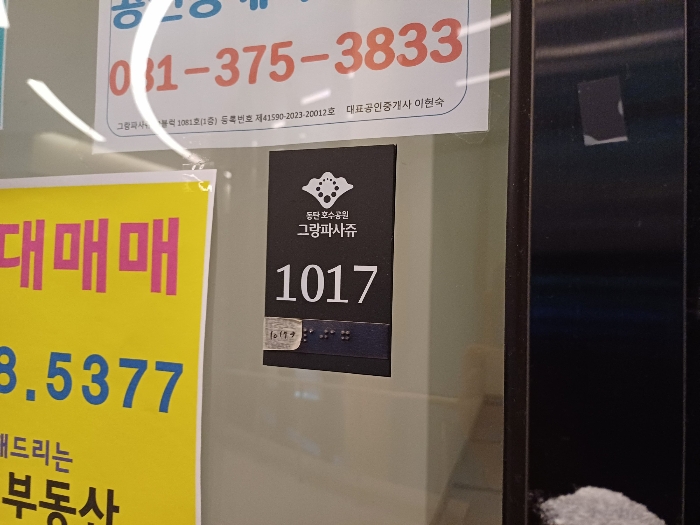 031-375-3833
그랑파사쥬 블럭 1081호(1층) 등록번호 제41590-2023-20012호 대표공인중개사 이현숙
동탄 호수공원
그랑파사쥬
1017
대매매
8.5377
드리는
부동산